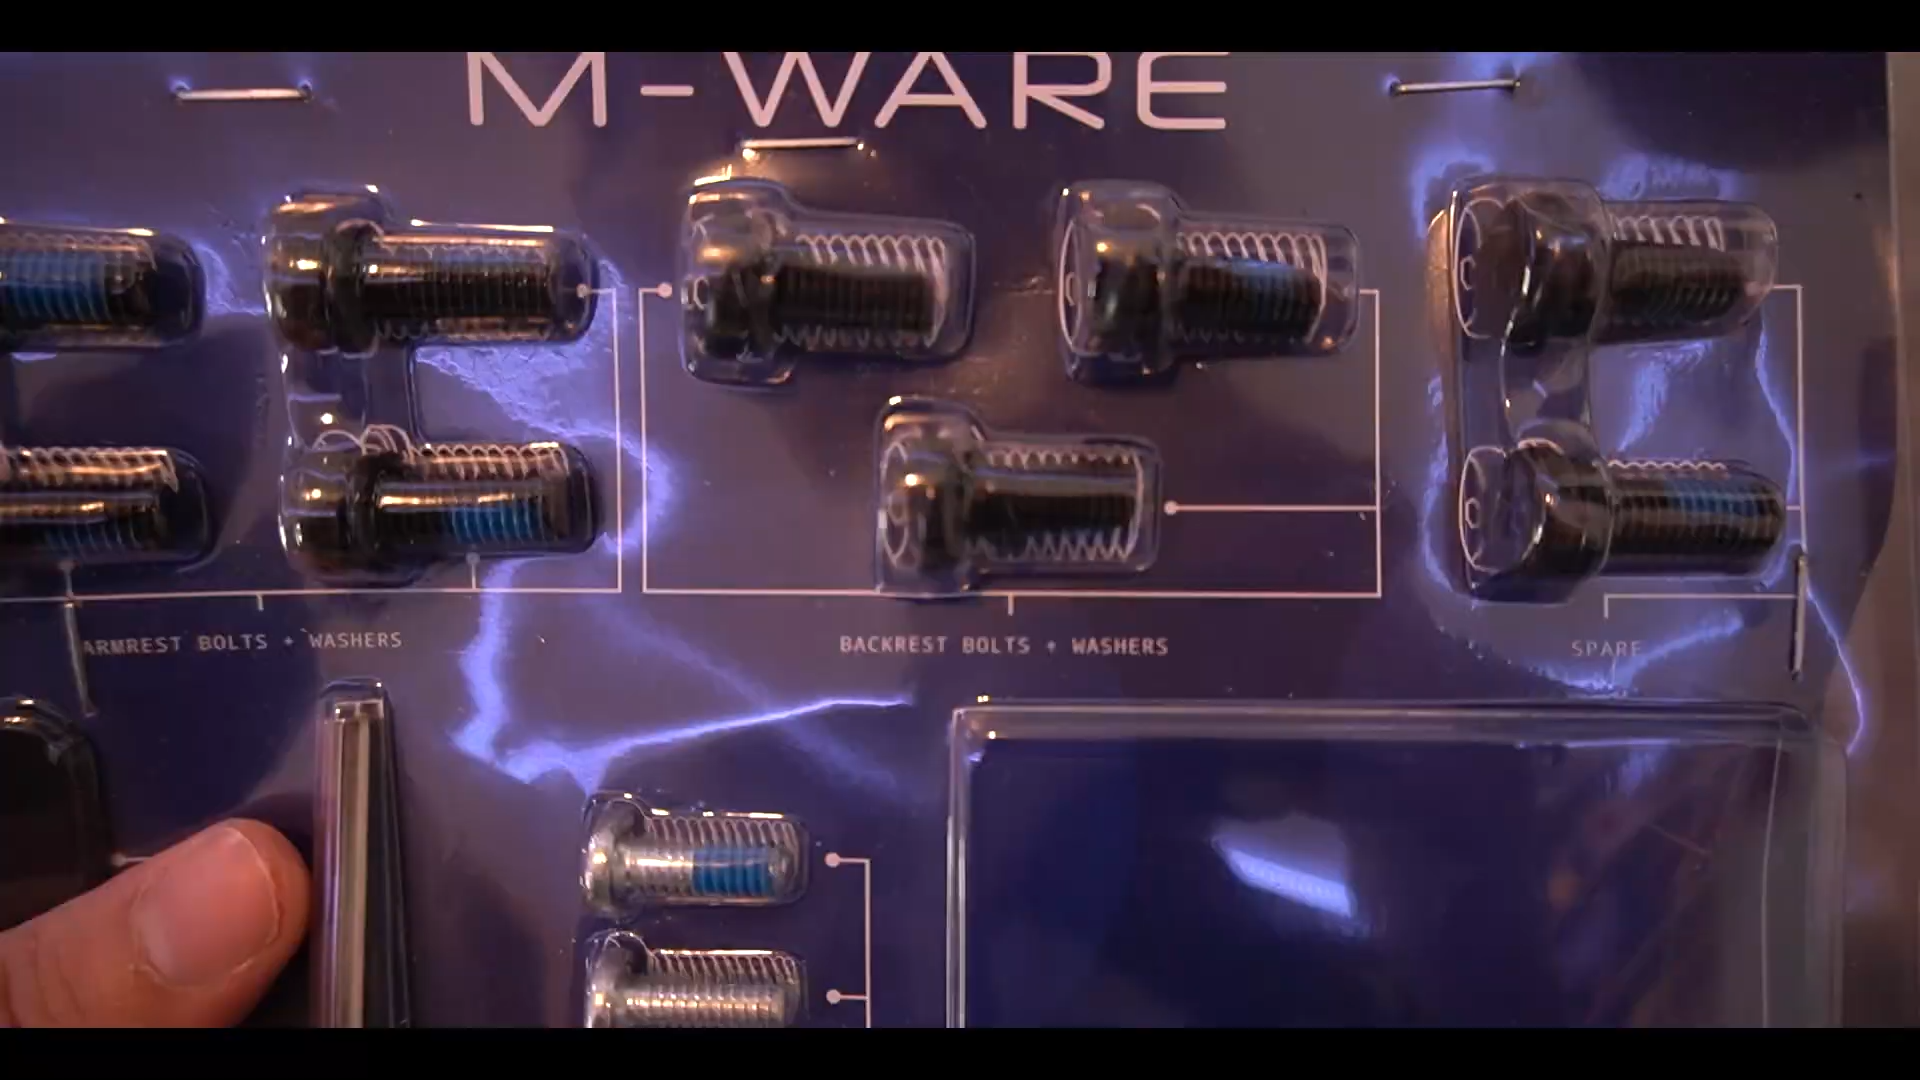 M-WARE
ARMREST BOLTS + WASHERS
BACKREST BOLTS + WASHERS
SPARE